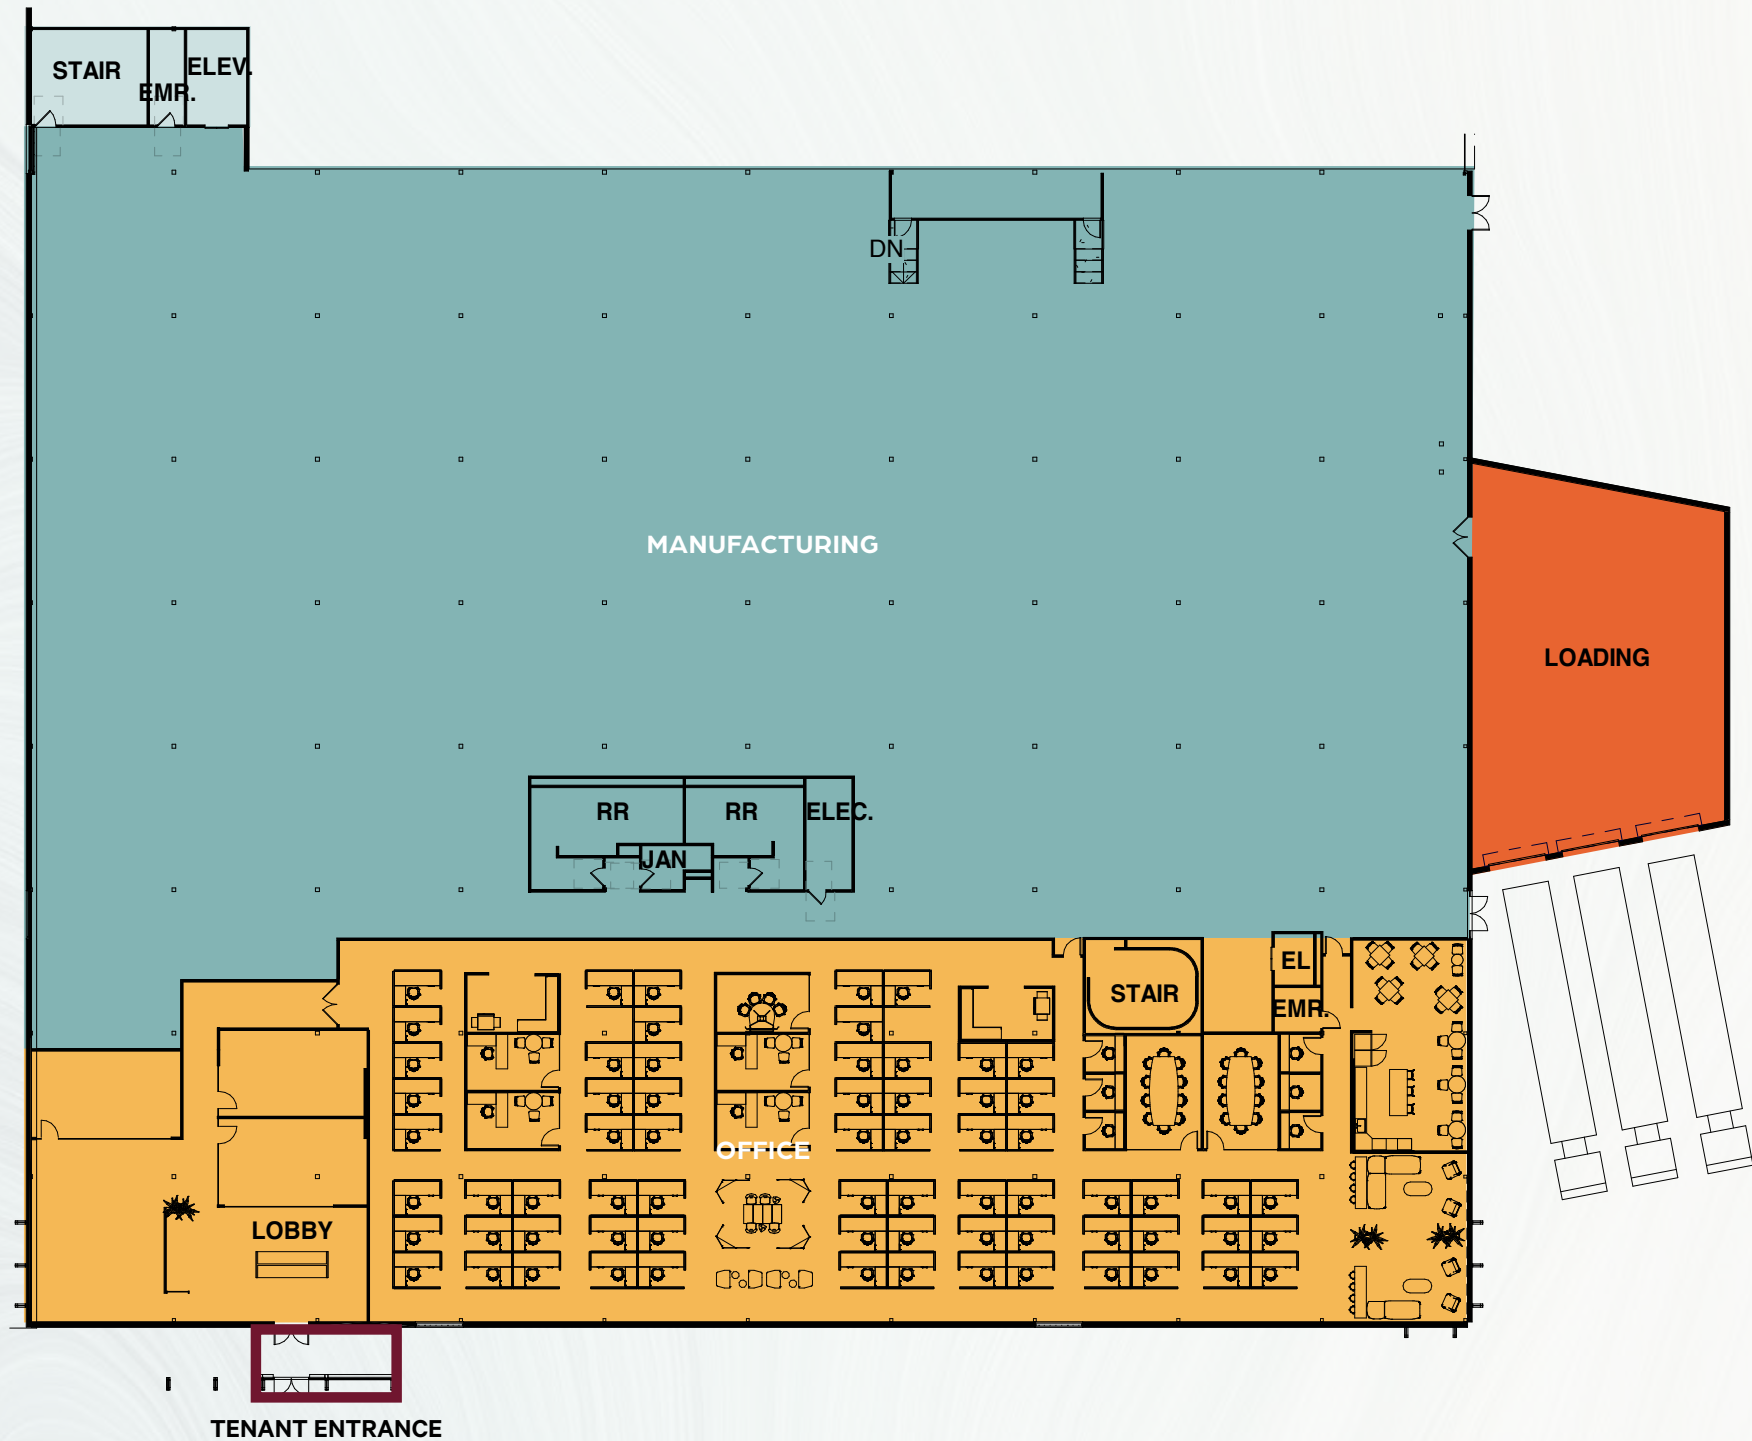 STAIR
EMR.
ELEV.
DN
MANUFACTURING
LOADING
RR
RR
ELEC.
JAN
EL
STAIR
EMR.
OFFICE
LOBBY
TENANT ENTRANCE